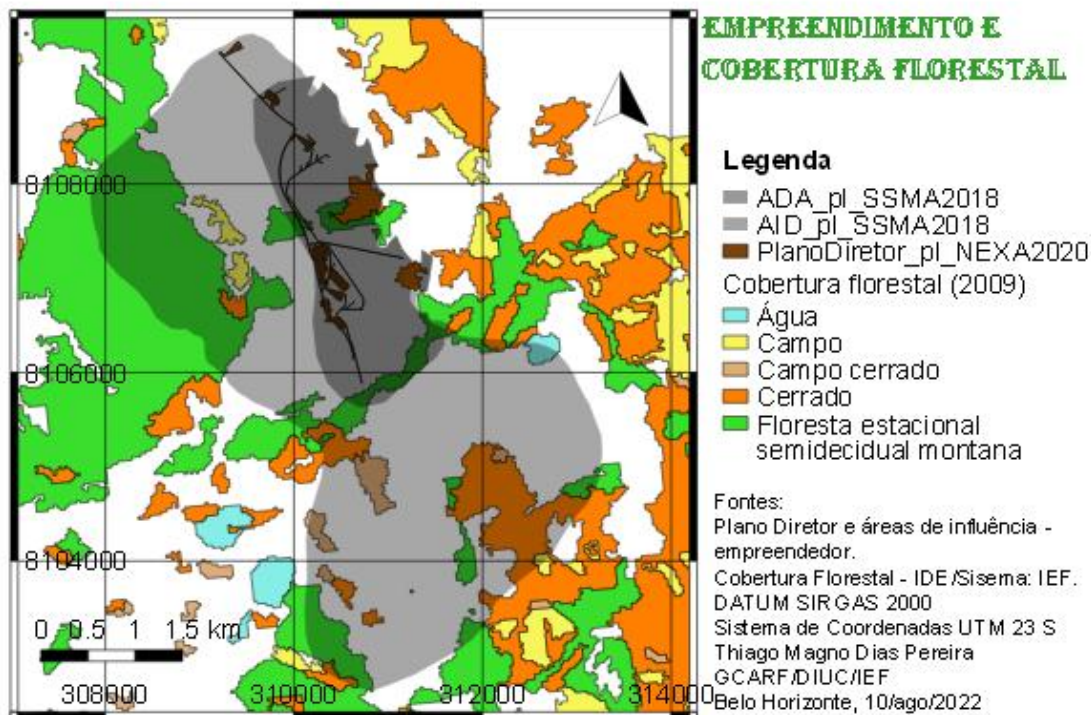 EMPREENDIMENTO E
COBERTURA FLORESTAL
Legenda
ADA_pl_SSMA2018
AID_pl_SSMA2018
PlanoDiretor_pl_NEXA2020
Cobertura florestal (2009)
Água
Campo
Campo cerrado
Cerrado
Floresta estacional
semidecidual montana
Fontes:
Plano Diretor e áreas de influência -
empreendedor.
Cobertura Florestal - IDE/Sisema: IEF.
DATUM SIRGAS 2000
Sistema de Coordenadas UTM 23 S
Thiago Magno Dias Pereira
GCARF/DIUC/IEF
Belo Horizonte, 10/ago/2022
8108000
8106000
8104000
0 0.5 1 1.5 km
308000 310000 312000 314000